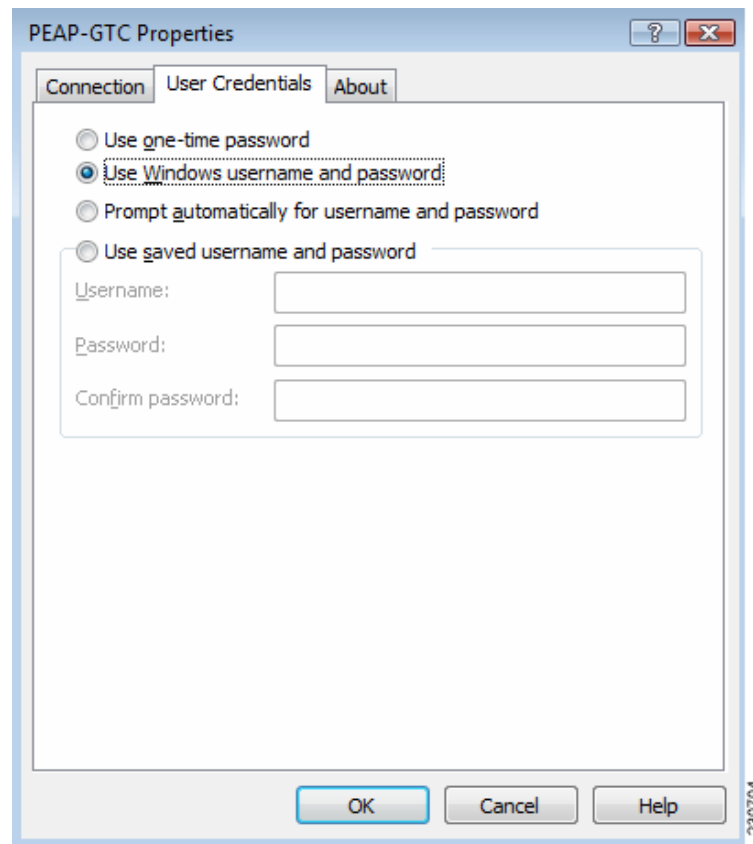 PEAP-GTC Properties
Connection User Credentials About
Use one-time password
Use Windows username and password
Prompt automatically for username and password
Use saved username and password
Username:
Password:
Confirm password:
OK Cancel Help